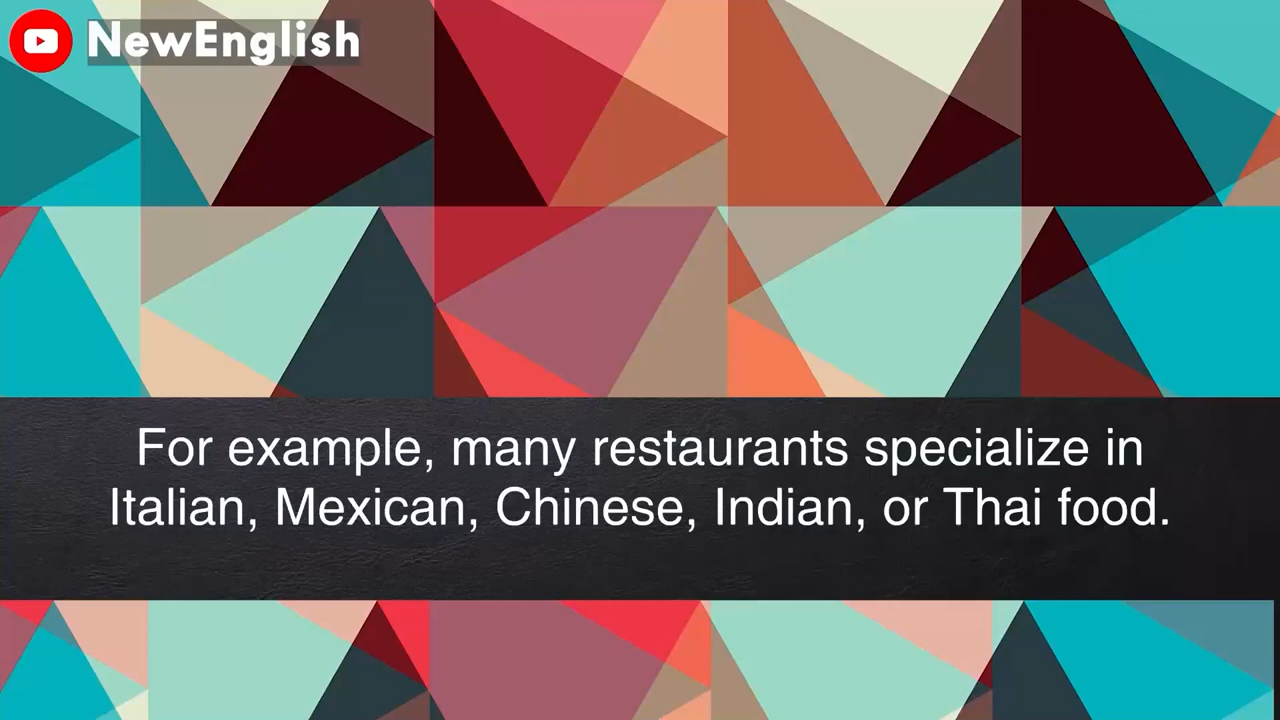 NewEnglish
For example, many restaurants specialize in
Italian, Mexican, Chinese, Indian, or Thai food.